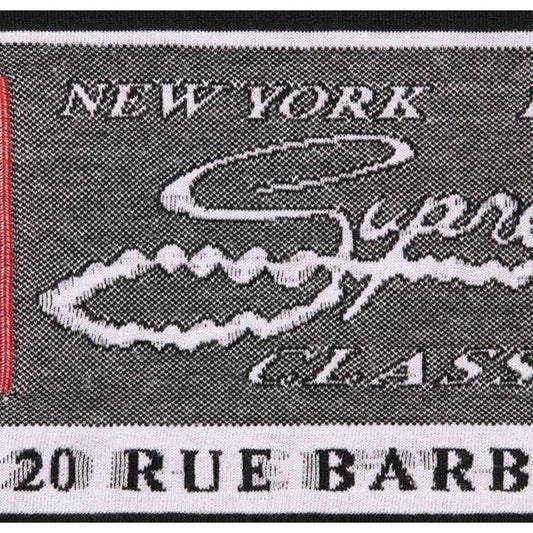 NEW YORK
Supre
CLASS
20 RUE BARB